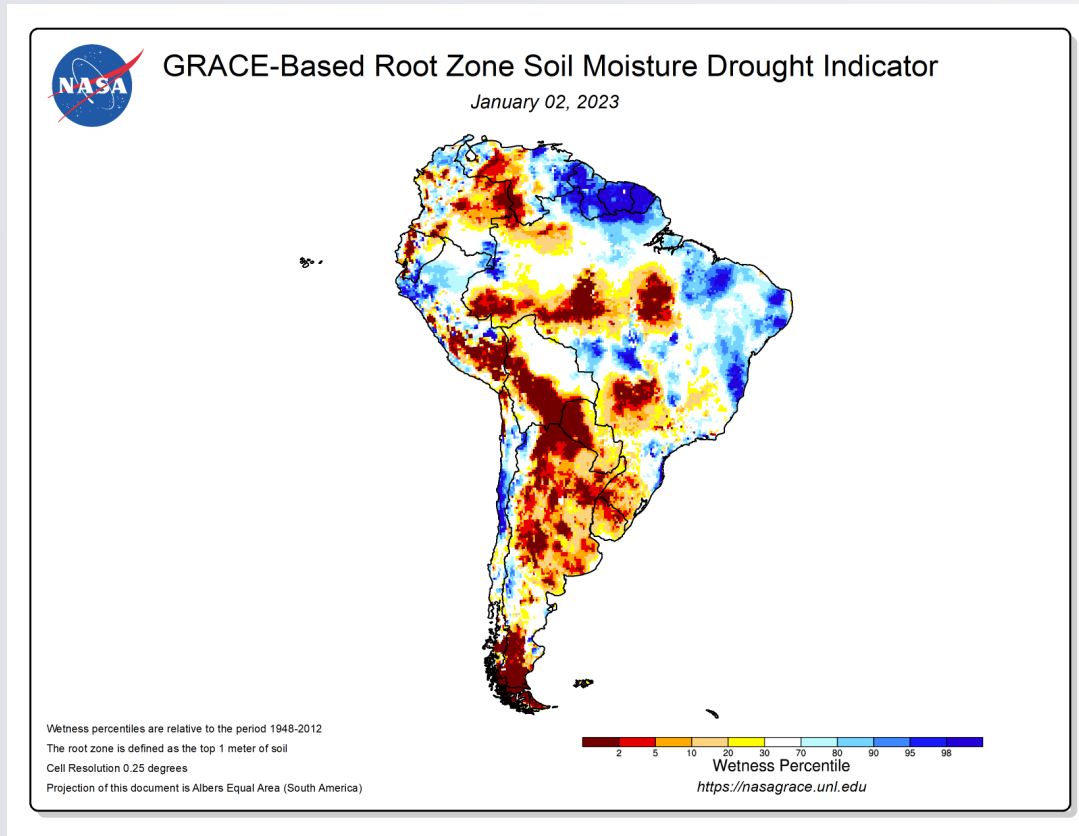 NASA
GRACE-Based Root Zone Soil Moisture Drought Indicator
January 02, 2023
Wetness percentiles are relative to the period 1948-2012
The root zone is defined as the top 1 meter of soil
Cell Resolution 0.25 degrees
Projection of this document is Albers Equal Area (South America)
2 5 10 20 30 70 80 90 95 98
Wetness Percentile
https://nasagrace.unl.edu